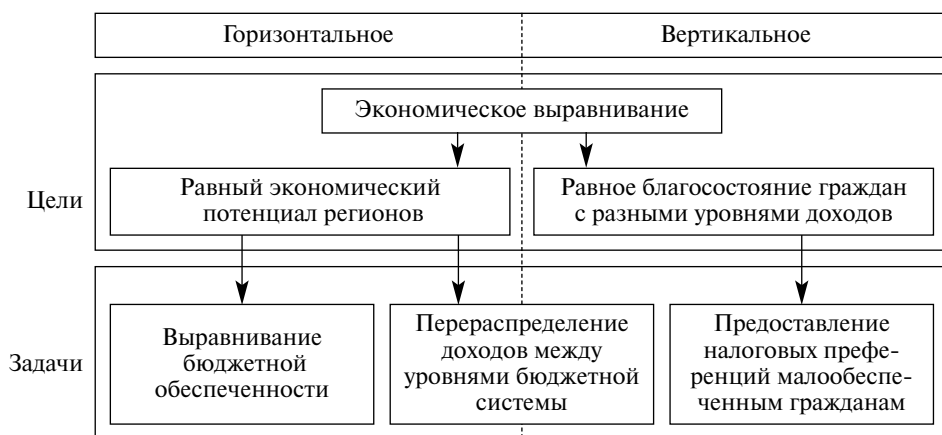 Горизонтальное
Вертикальное
Экономическое выравнивание
Цели
Равный экономический
потенциал регионов
Равное благосостояние граждан
с разными уровнями доходов
Задачи
Выравнивание
бюджетной
обеспеченности
Перераспределение
доходов между
уровнями бюджетной
системы
Предоставление
налоговых префе-
ренций малообеспе-
ченным гражданам